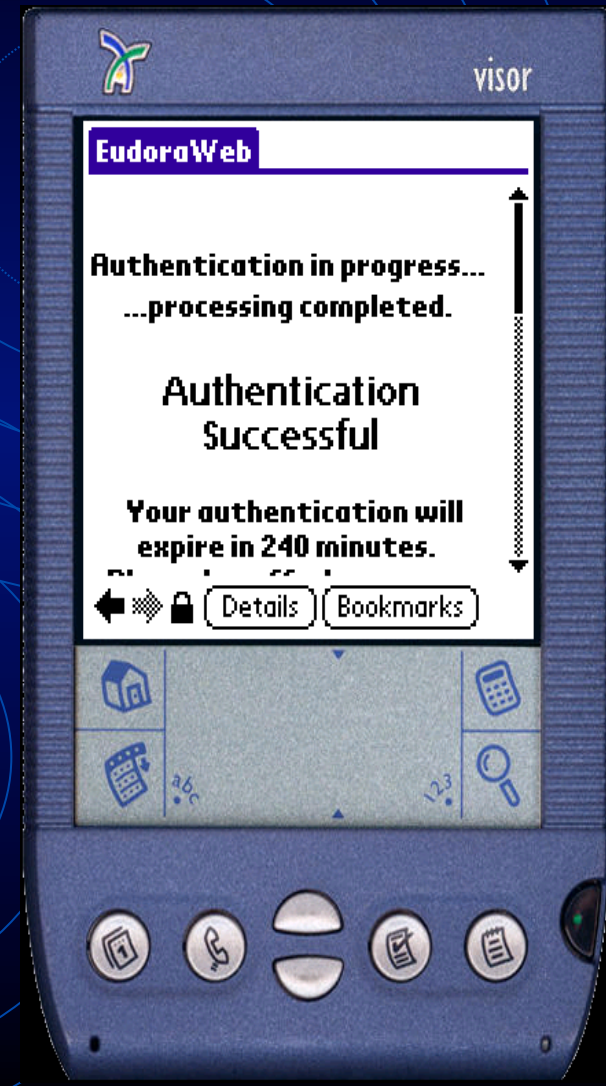 visor
EudoraWeb
Authentication in progress...
...processing completed.
Authentication
Successful
Your authentication will
expire in 240 minutes.
Details Bookmarks
abc
123
1